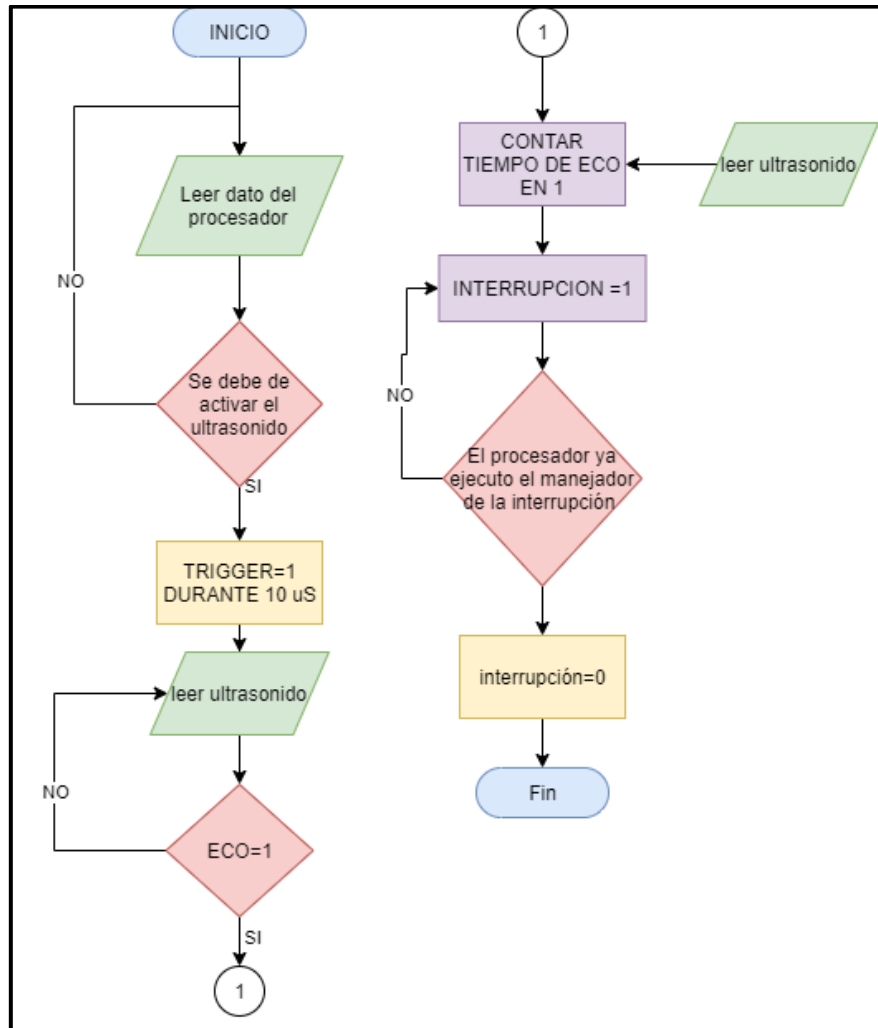 INICIO
Leer dato del
procesador
NO
Se debe de
activar el
ultrasonido
SI
TRIGGER=1
DURANTE 10 uS
leer ultrasonido
NO
ECO=1
SI
1
1
CONTAR
TIEMPO DE ECO
EN 1
leer ultrasonido
INTERRUPCION =1
NO
El procesador ya
ejecuto el manejador
de la interrupción
interrupción=0
Fin